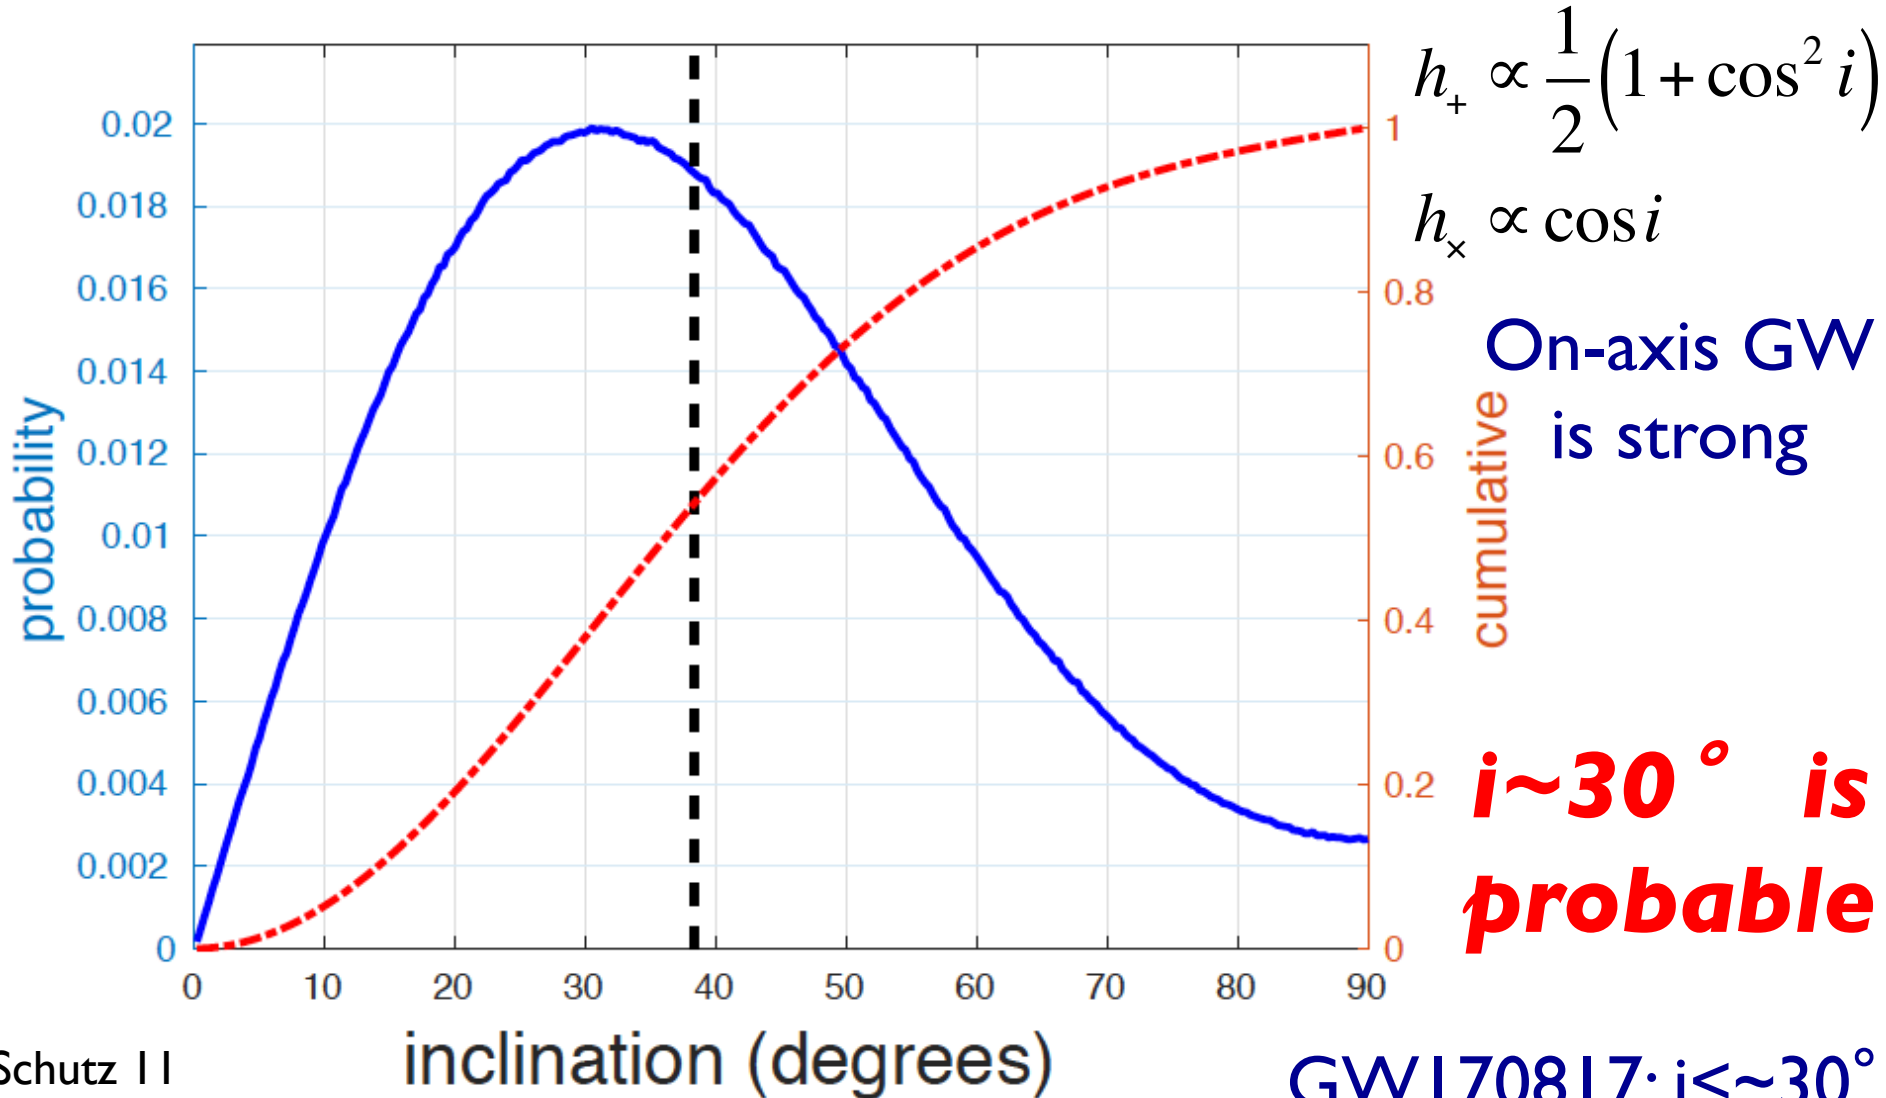 h₊ ∝ 1/2 (1 + cos² i)
h× ∝ cos i
On-axis GW
is strong
i~30° is
probable
GW170817: i<~30°
Schutz 11
probability
0.02
0.018
0.016
0.014
0.012
0.01
0.008
0.006
0.004
0.002
0
cumulative
1
0.8
0.6
0.4
0.2
0
0 10 20 30 40 50 60 70 80 90
inclination (degrees)